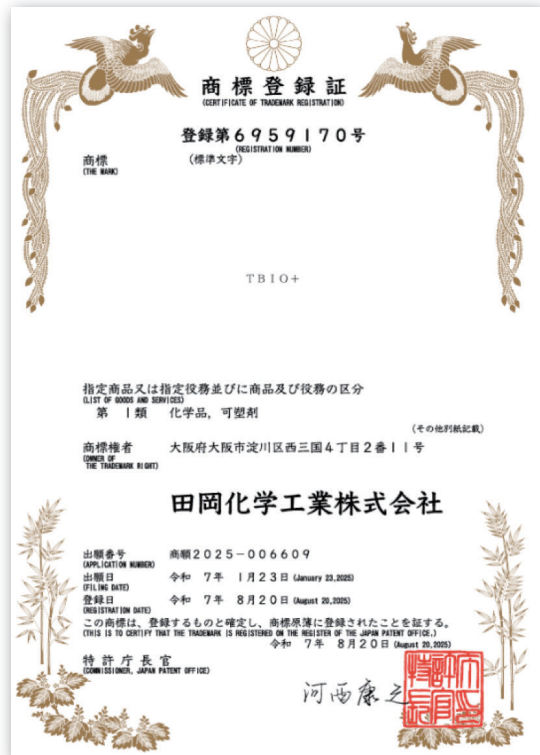 商標登録証
(CERTIFICATE OF TRADEMARK REGISTRATION)
登録第6959170号
(REGISTRATION NUMBER)
商標
(THE MARK)
(標準文字)
TBIO+
指定商品又は指定役務並びに商品及び役務の区分
(LIST OF GOODS AND SERVICES)
第 1類 化学品，可塑剤
(その他別紙記載)
商標権者 大阪府大阪市淀川区西三国4丁目2番11号
(OWNER OF
THE TRADEMARK RIGHT)
田岡化学工業株式会社
出願番号 商願2025-006609
(APPLICATION NUMBER)
出願日 令和 7年 1月23日 (January 23,2025)
(FILING DATE)
登録日 令和 7年 8月20日 (August 20,2025)
(REGISTRATION DATE)
この商標は、登録するものと確定し、商標原簿に登録されたことを証する。
(THIS IS TO CERTIFY THAT THE TRADEMARK IS REGISTERED ON THE REGISTER OF THE JAPAN PATENT OFFICE.)
令和 7年 8月20日 (August 20,2025)
特許庁長官
(COMMISSIONER, JAPAN PATENT OFFICE)
河西康之
特許庁長官之印